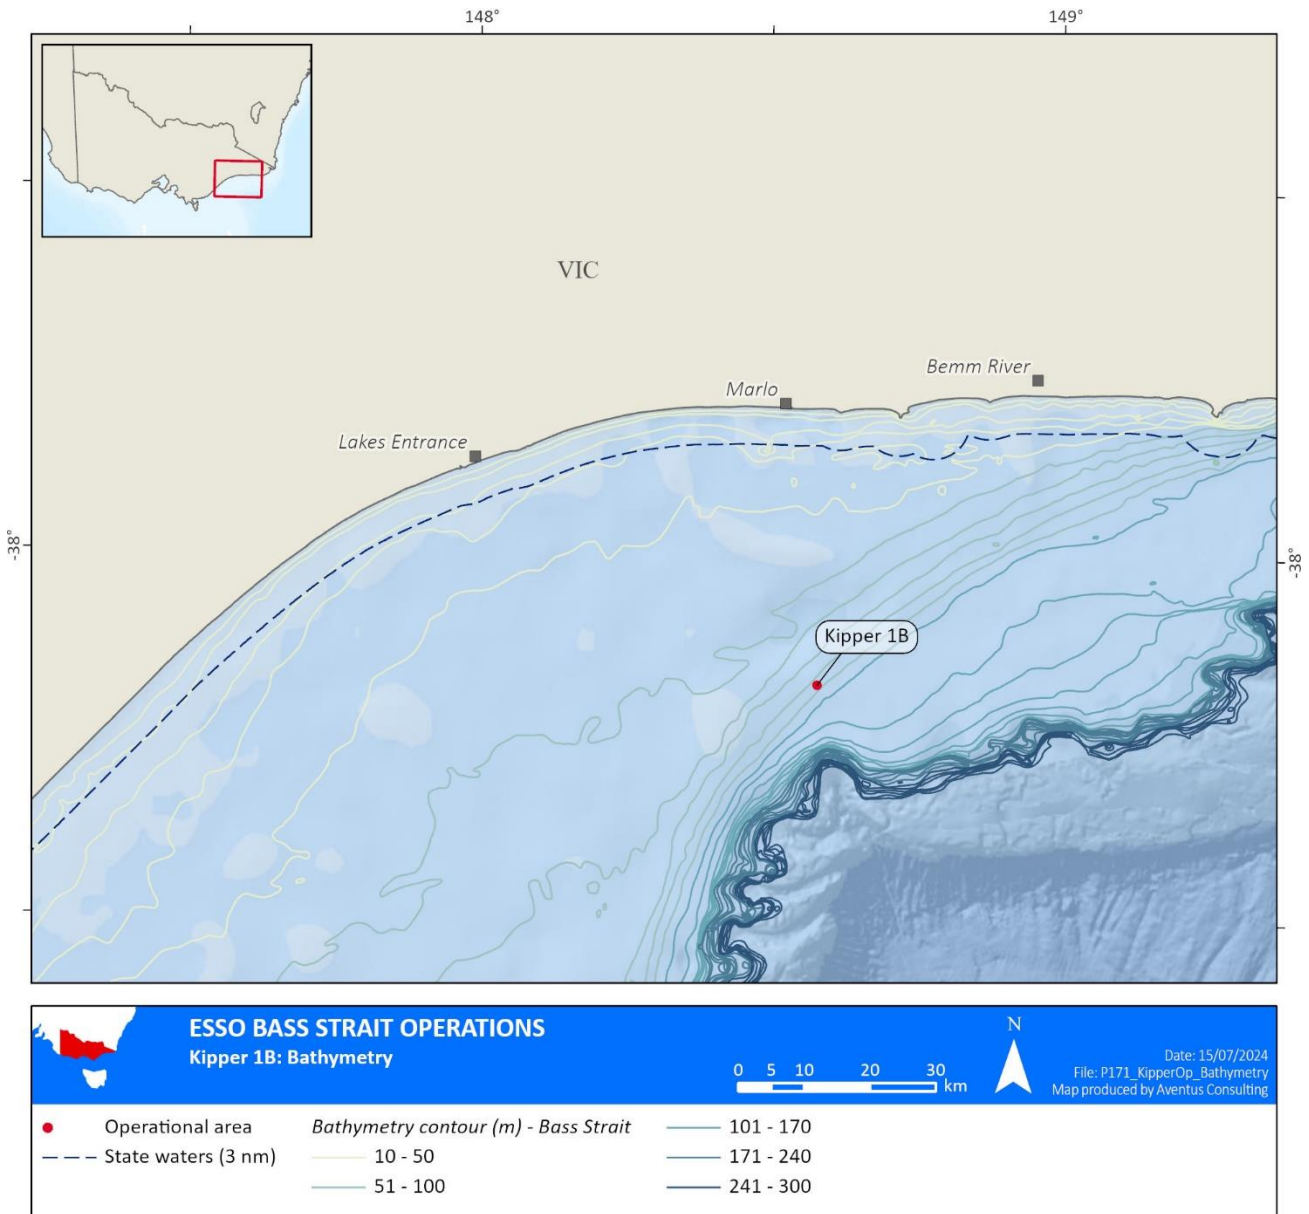 148°
149°
VIC
Bemm River
Marlo
Lakes Entrance
-38°
-38°
Kipper 1B
ESSO BASS STRAIT OPERATIONS
Kipper 1B: Bathymetry
0 5 10 20 30
km
N
Date: 15/07/2024
File: P171_KipperOp_Bathymetry
Map produced by Aventus Consulting
Operational area
State waters (3 nm)
Bathymetry contour (m) - Bass Strait
10 - 50
51 - 100
101 - 170
171 - 240
241 - 300